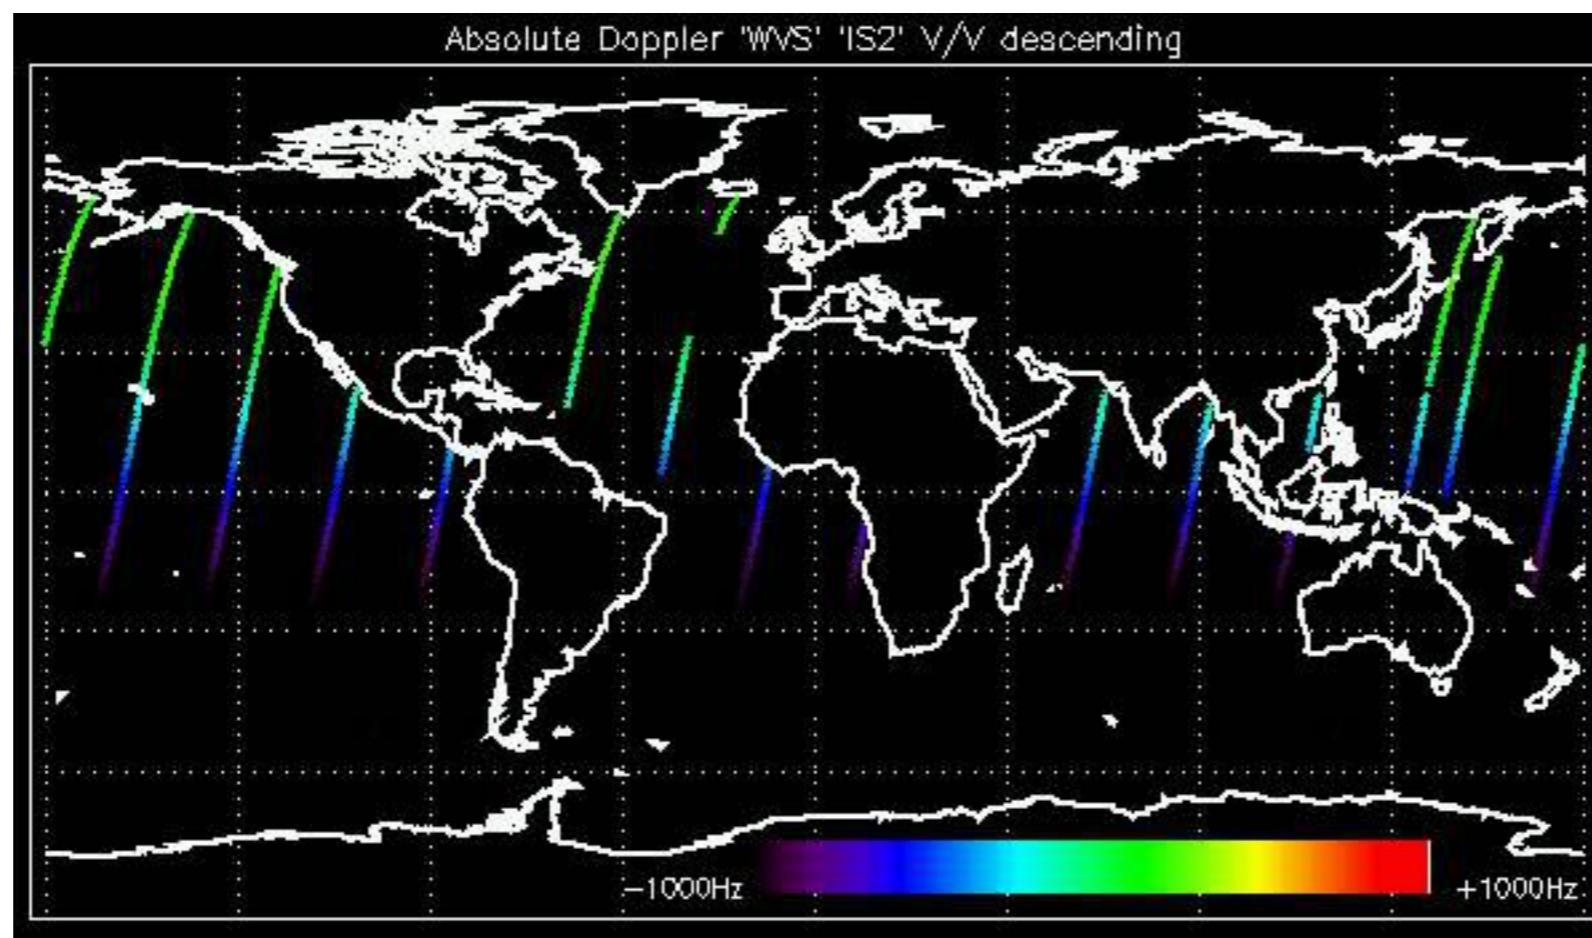 Absolute Doppler 'WVS' 'IS2' V/V descending
−1000Hz +1000Hz